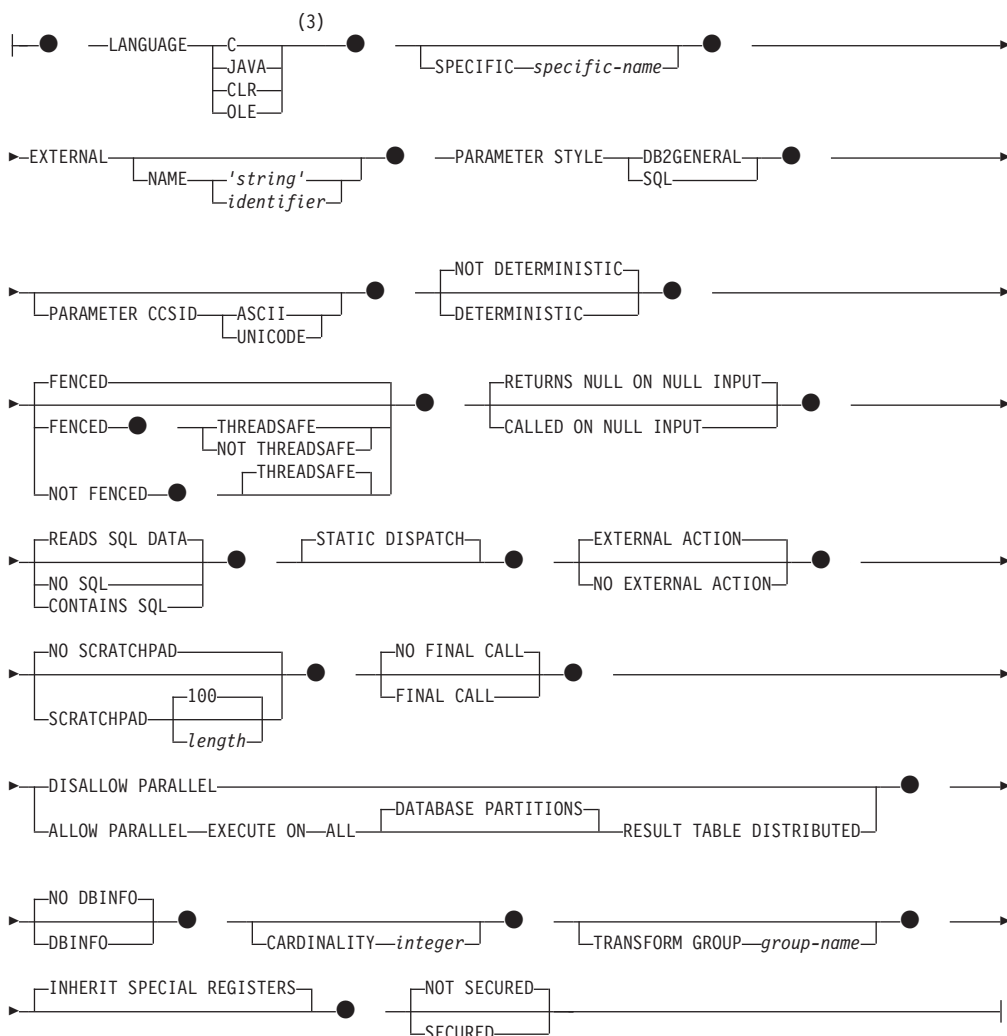 (3)
LANGUAGE C
JAVA
CLR
OLE
SPECIFIC specific-name
EXTERNAL
NAME 'string'
identifier
PARAMETER STYLE DB2GENERAL
SQL
PARAMETER CCSID ASCII
UNICODE
NOT DETERMINISTIC
DETERMINISTIC
FENCED
FENCED THREADSAFE
NOT THREADSAFE
THREADSAFE
NOT FENCED
RETURNS NULL ON NULL INPUT
CALLED ON NULL INPUT
READS SQL DATA
NO SQL
CONTAINS SQL
STATIC DISPATCH
EXTERNAL ACTION
NO EXTERNAL ACTION
NO SCRATCHPAD
100
SCRATCHPAD
length
NO FINAL CALL
FINAL CALL
DISALLOW PARALLEL
DATABASE PARTITIONS
ALLOW PARALLEL EXECUTE ON ALL RESULT TABLE DISTRIBUTED
NO DBINFO
DBINFO
CARDINALITY integer
TRANSFORM GROUP group-name
INHERIT SPECIAL REGISTERS
NOT SECURED
SECURED